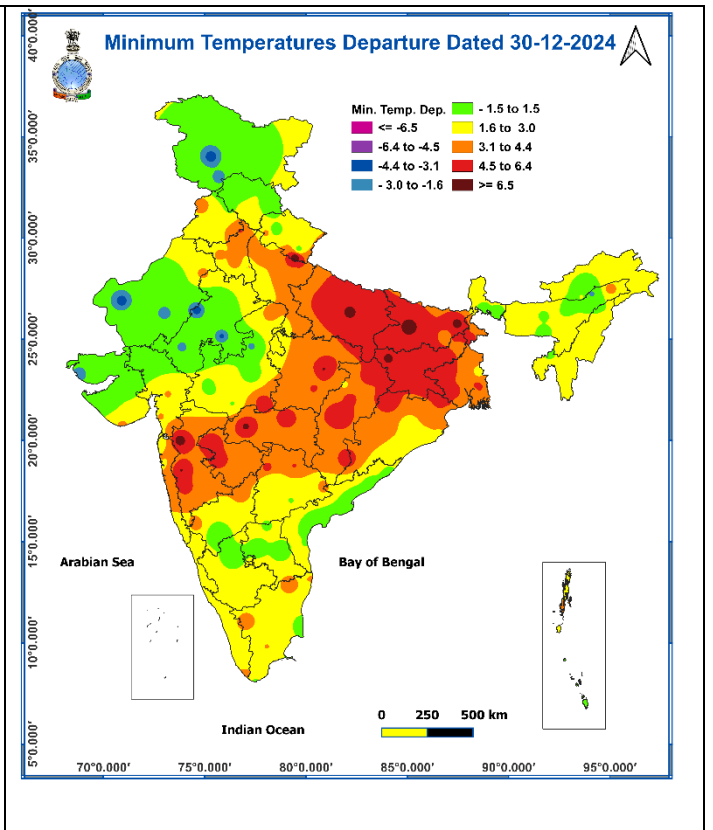 Minimum Temperatures Departure Dated 30-12-2024
Min. Temp. Dep.
<= -6.5
-6.4 to -4.5
-4.4 to -3.1
- 3.0 to -1.6
- 1.5 to 1.5
1.6 to 3.0
3.1 to 4.4
4.5 to 6.4
>= 6.5
40°0.000'
35°0.000'
30°0.000'
25°0.000'
20°0.000'
15°0.000'
10°0.000'
5°0.000'
Arabian Sea
Bay of Bengal
Indian Ocean
0 250 500 km
70°0.000' 75°0.000' 80°0.000' 85°0.000' 90°0.000' 95°0.000'